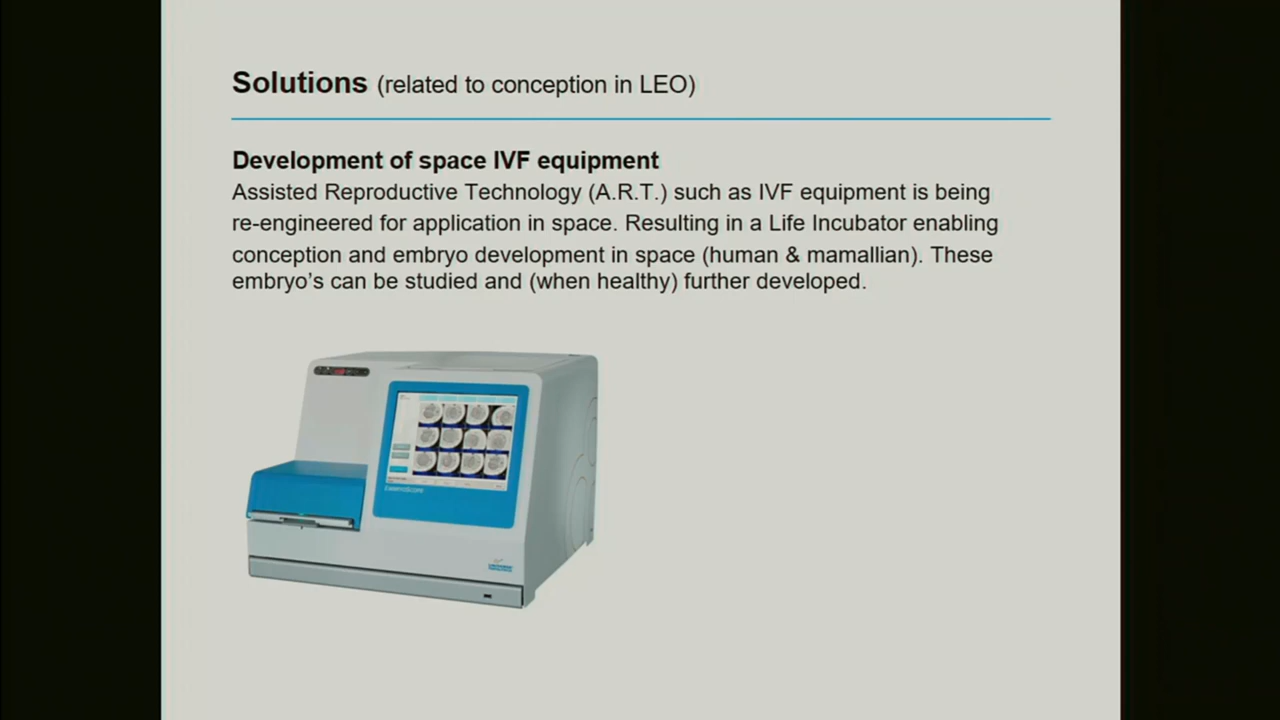 Solutions (related to conception in LEO)
Development of space IVF equipment
Assisted Reproductive Technology (A.R.T.) such as IVF equipment is being
re-engineered for application in space. Resulting in a Life Incubator enabling
conception and embryo development in space (human & mamallian). These
embryo’s can be studied and (when healthy) further developed.
EmbryoScope